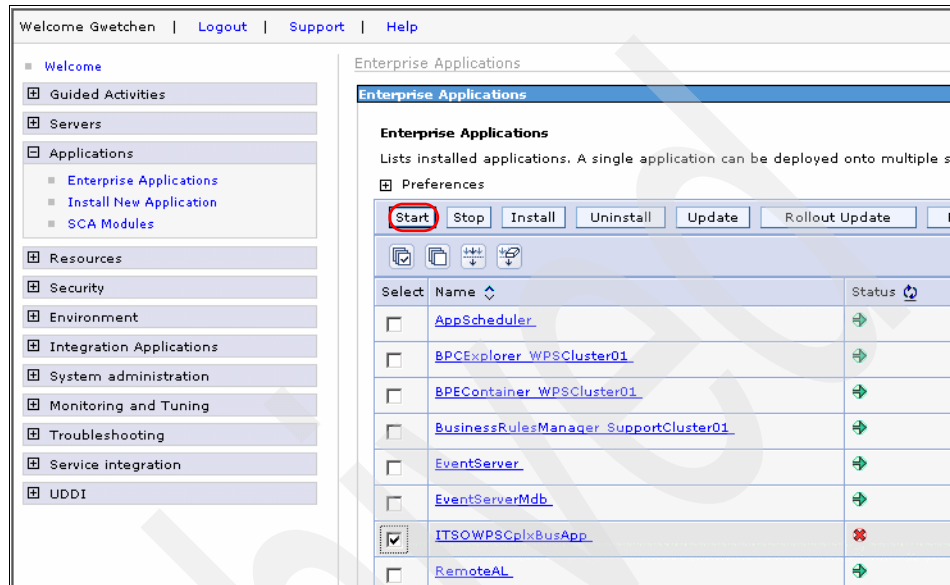 Welcome Gwetchen | Logout | Support | Help
Welcome
Guided Activities
Servers
Applications
Enterprise Applications
Install New Application
SCA Modules
Resources
Security
Environment
Integration Applications
System administration
Monitoring and Tuning
Troubleshooting
Service integration
UDDI
Enterprise Applications
Enterprise Applications
Enterprise Applications
Lists installed applications. A single application can be deployed onto multiple s
Preferences
Start Stop Install Uninstall Update Rollout Update
Select Name Status
AppScheduler
BPCExplorer_WPSCluster01
BPEContainer_WPSCluster01
BusinessRulesManager_SupportCluster01
EventServer
EventServerMdb
ITSOWPSCplxBusApp
RemoteAL